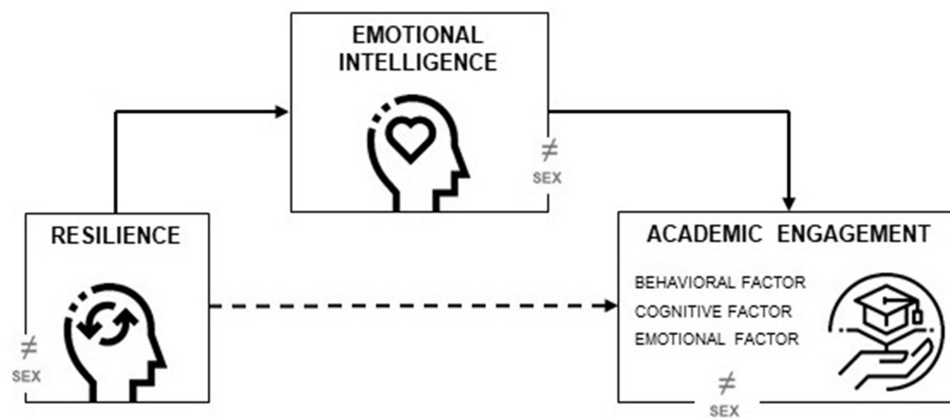 EMOTIONAL
INTELLIGENCE
≠
SEX
RESILIENCE
≠
SEX
ACADEMIC ENGAGEMENT
BEHAVIORAL FACTOR
COGNITIVE FACTOR
EMOTIONAL FACTOR
≠
SEX